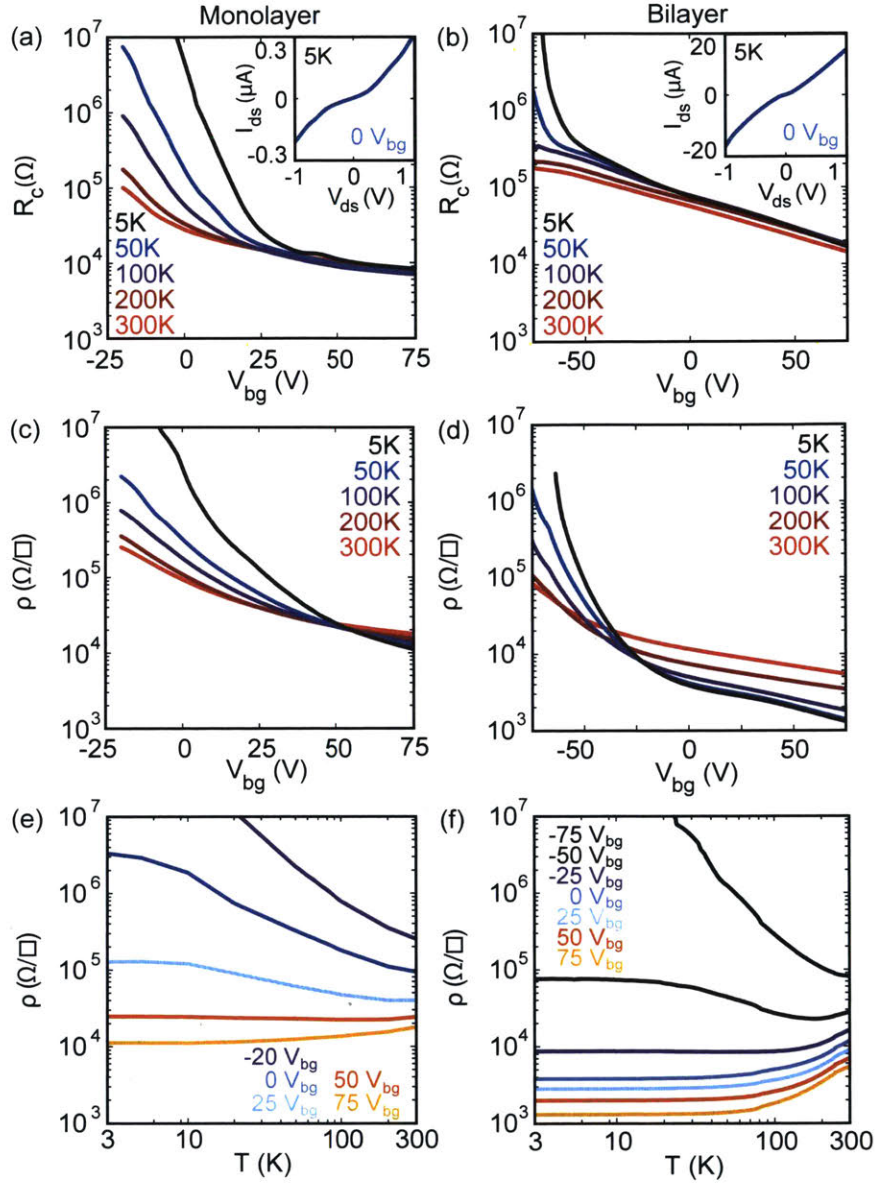 Monolayer
Bilayer
(a)
10^7
10^6
10^5
10^4
10^3
R_c(Ω)
5K
50K
100K
200K
300K
-25 0 25 50 75
V_bg (V)
5K
0.3
0
-0.3
I_ds (µA)
0 V_bg
-1 0 1
V_ds (V)
(b)
10^7
10^6
10^5
10^4
10^3
R_c(Ω)
5K
50K
100K
200K
300K
-50 0 50
V_bg (V)
5K
20
0
-20
I_ds (µA)
0 V_bg
-1 0 1
V_ds (V)
(c)
10^7
10^6
10^5
10^4
10^3
ρ (Ω/□)
5K
50K
100K
200K
300K
-25 0 25 50 75
V_bg (V)
(d)
10^7
10^6
10^5
10^4
10^3
ρ (Ω/□)
5K
50K
100K
200K
300K
-50 0 50
V_bg (V)
(e)
10^7
10^6
10^5
10^4
10^3
ρ (Ω/□)
-20 V_bg
0 V_bg 50 V_bg
25 V_bg 75 V_bg
3 10 100 300
T (K)
(f)
10^7
10^6
10^5
10^4
10^3
ρ (Ω/□)
-75 V_bg
-50 V_bg
-25 V_bg
0 V_bg
25 V_bg
50 V_bg
75 V_bg
3 10 100 300
T (K)